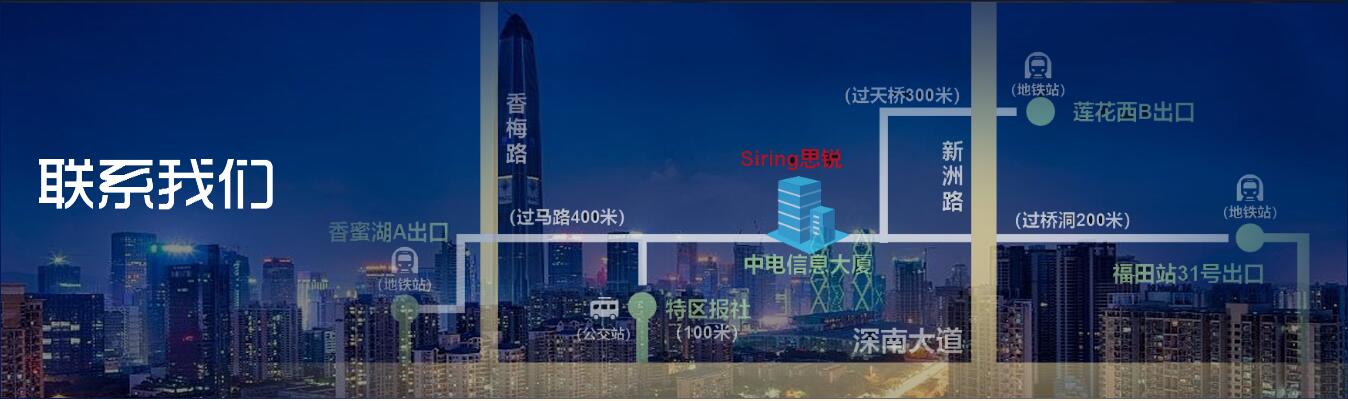 联系我们
香梅路
(过天桥300米)
(地铁站)
莲花西B出口
新洲路
Siring思锐
(过马路400米)
香蜜湖A出口
(地铁站)
(过桥洞200米)
(地铁站)
中电信息大厦
福田站31号出口
特区报社
(公交站)
(100米)
深南大道